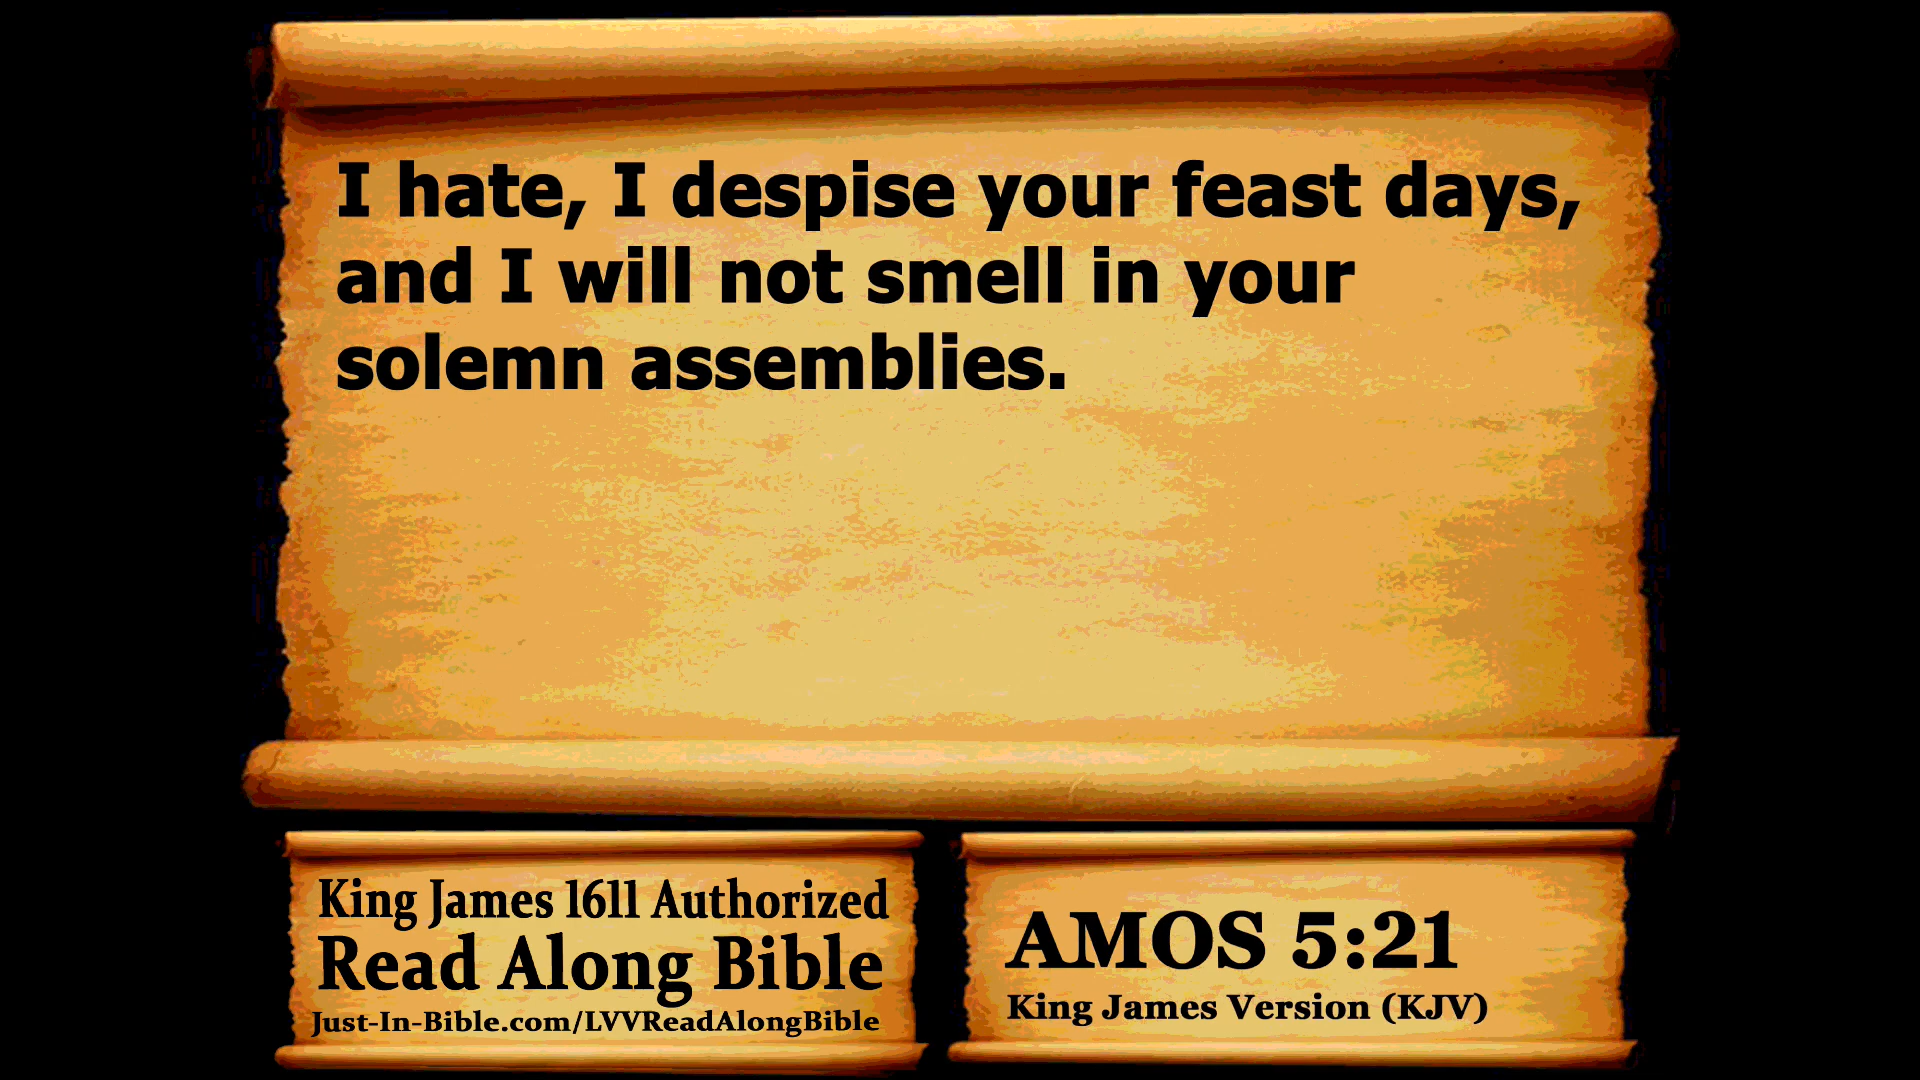 I hate, I despise your feast days,
and I will not smell in your
solemn assemblies.
King James 1611 Authorized
Read Along Bible
Just-In-Bible.com/LVVReadAlongBible
AMOS 5:21
King James Version (KJV)